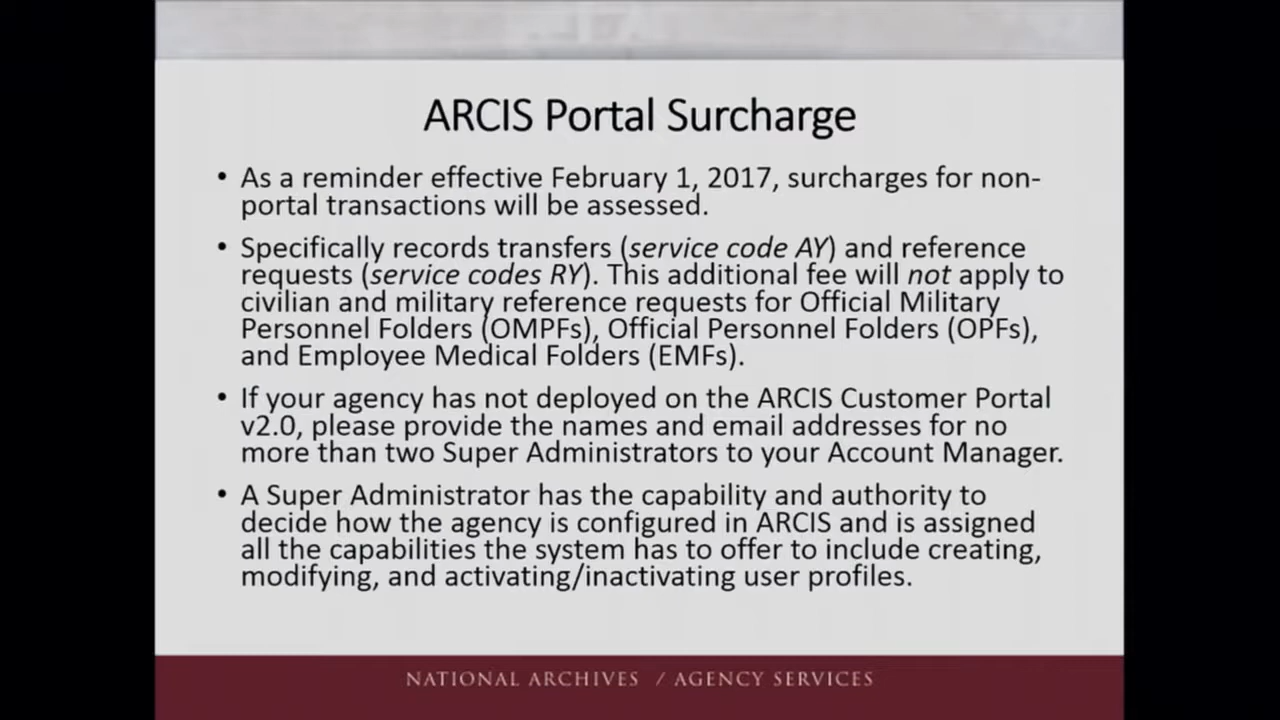 ARCIS Portal Surcharge
• As a reminder effective February 1, 2017, surcharges for non-
portal transactions will be assessed.
• Specifically records transfers (service code AY) and reference
requests (service codes RY). This additional fee will not apply to
civilian and military reference requests for Official Military
Personnel Folders (OMPFs), Official Personnel Folders (OPFs),
and Employee Medical Folders (EMFs).
• If your agency has not deployed on the ARCIS Customer Portal
v2.0, please provide the names and email addresses for no
more than two Super Administrators to your Account Manager.
• A Super Administrator has the capability and authority to
decide how the agency is configured in ARCIS and is assigned
all the capabilities the system has to offer to include creating,
modifying, and activating/inactivating user profiles.
NATIONAL ARCHIVES / AGENCY SERVICES